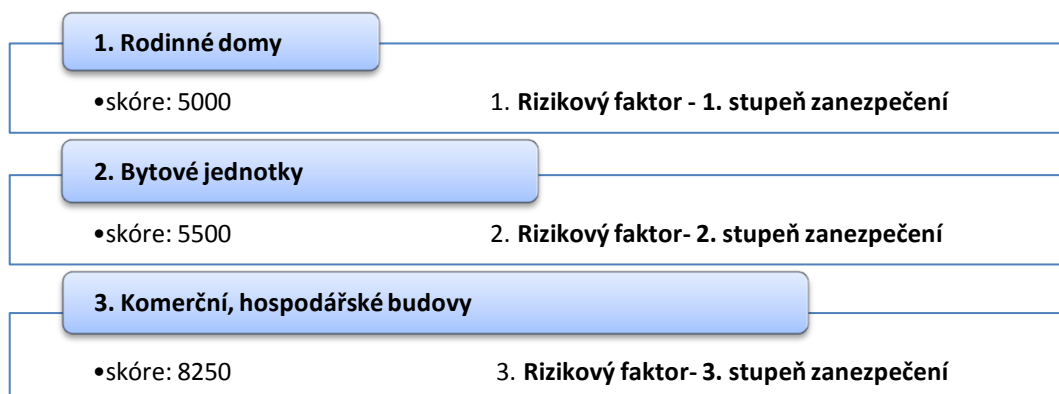 1. Rodinné domy
•skóre: 5000 1. Rizikový faktor - 1. stupeň zanezpečení
2. Bytové jednotky
•skóre: 5500 2. Rizikový faktor- 2. stupeň zanezpečení
3. Komerční, hospodářské budovy
•skóre: 8250 3. Rizikový faktor- 3. stupeň zanezpečení